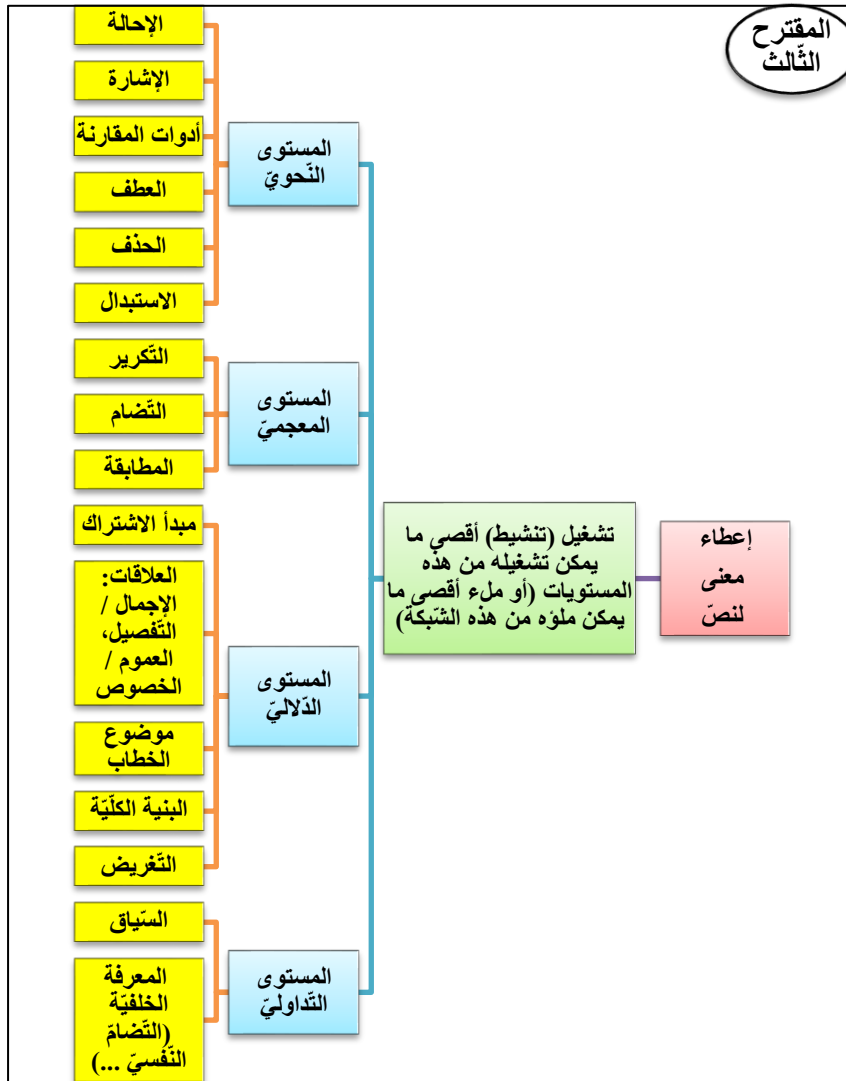 المقترح
الثّالث
إعطاء
معنى
لنصّ
تشغيل (تنشيط) أقصى ما
يمكن تشغيله من هذه
المستويات (أو ملء أقصى ما
يمكن ملؤه من هذه الشّبكة)
المستوى
النّحويّ
الإحالة
الإشارة
أدوات المقارنة
العطف
الحذف
الاستبدال
المستوى
المعجميّ
التّكرير
التّضام
المطابقة
المستوى
الدّلاليّ
مبدأ الاشتراك
العلاقات:
الإجمال /
التّفصيل،
العموم /
الخصوص
موضوع
الخطاب
البنية الكلّيّة
التّغريض
المستوى
التّداوليّ
السّياق
المعرفة
الخلفيّة
(التّضامّ
النّفسيّ ...)